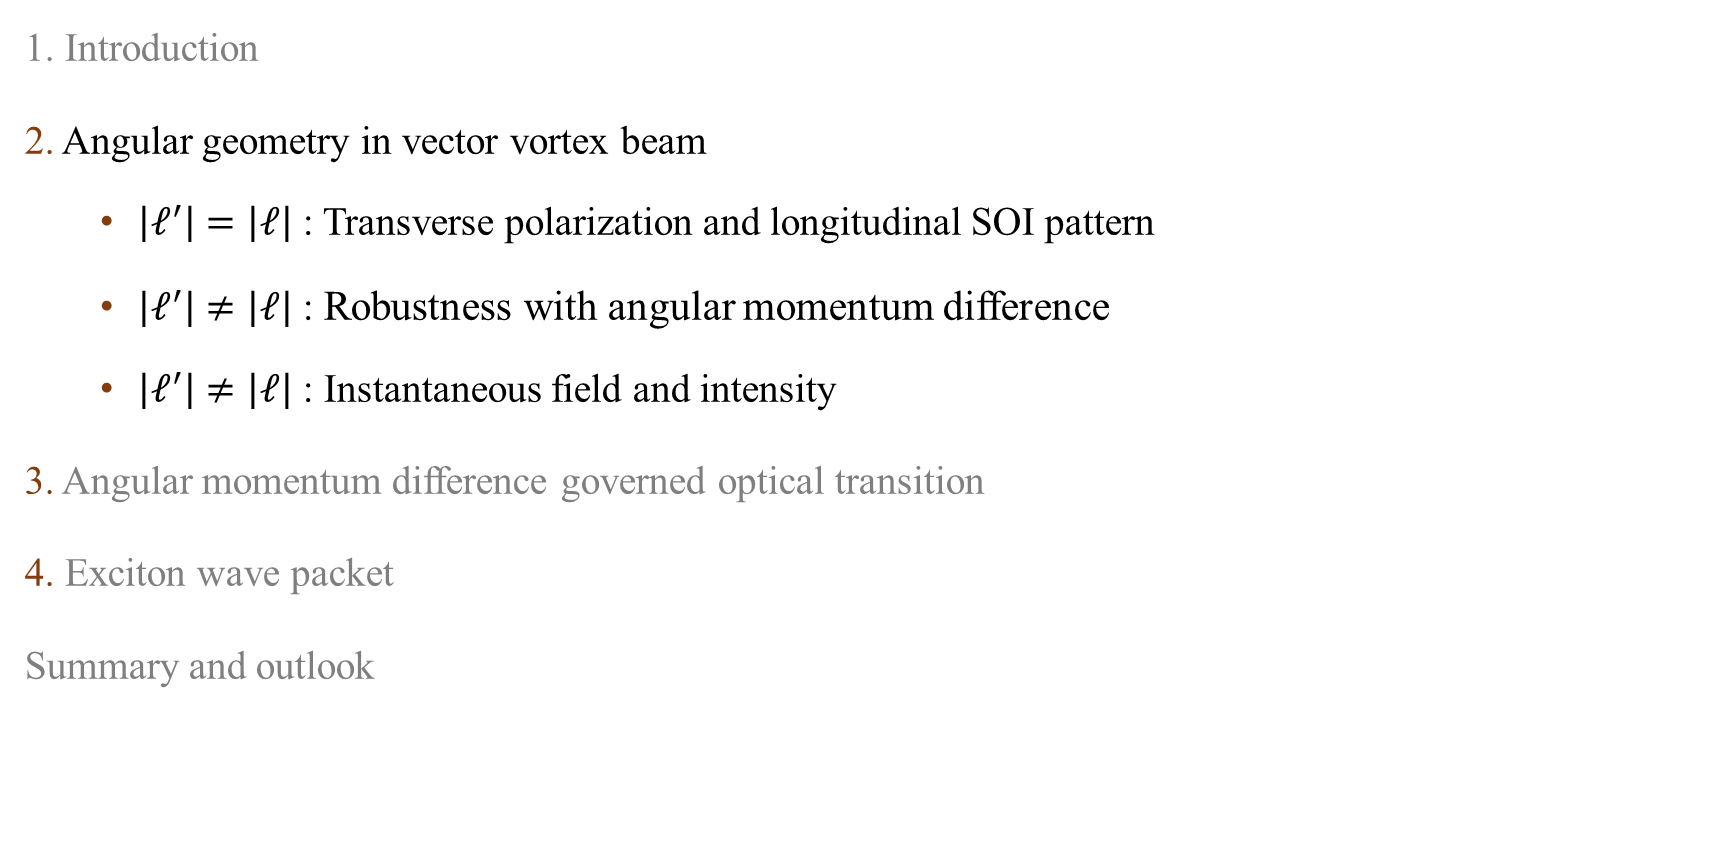 1. Introduction
2. Angular geometry in vector vortex beam
• |ℓ′| = |ℓ| : Transverse polarization and longitudinal SOI pattern
• |ℓ′| ≠ |ℓ| : Robustness with angular momentum difference
• |ℓ′| ≠ |ℓ| : Instantaneous field and intensity
3. Angular momentum difference governed optical transition
4. Exciton wave packet
Summary and outlook